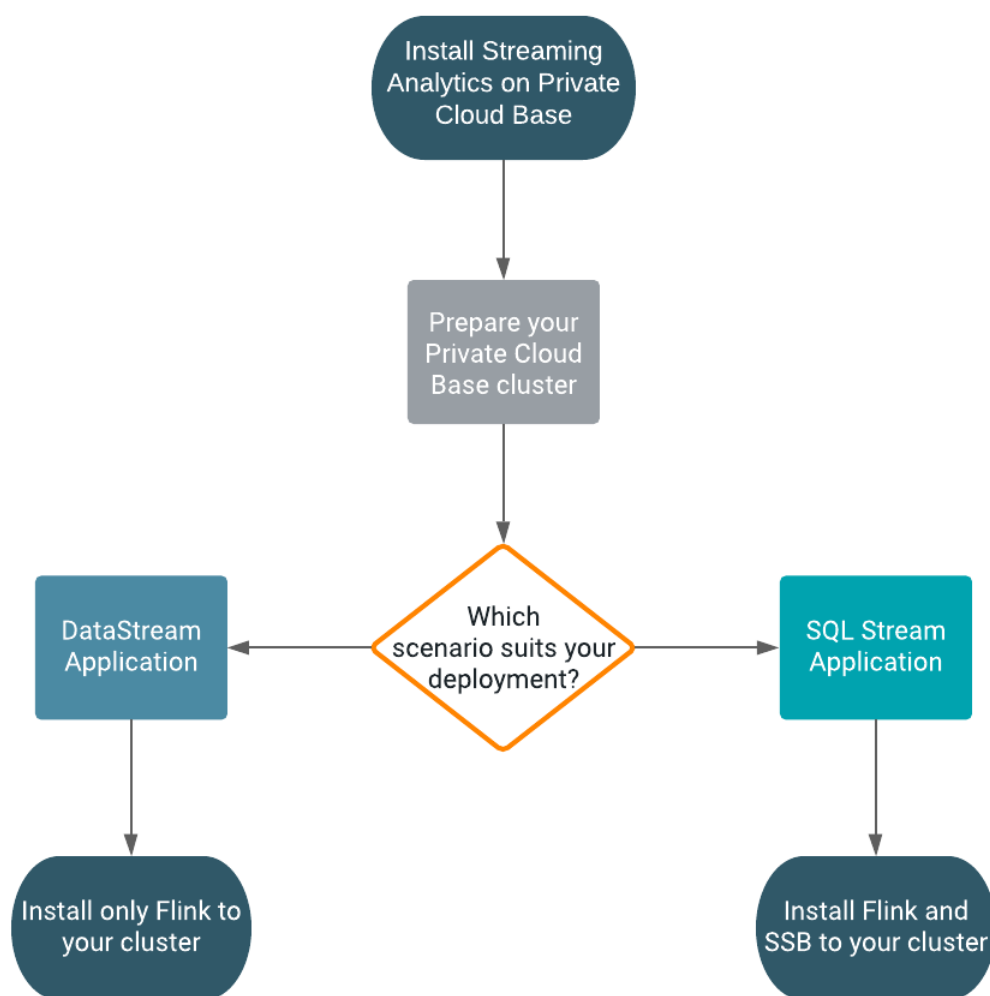 Install Streaming
Analytics on Private
Cloud Base
Prepare your
Private Cloud
Base cluster
Which
scenario suits your
deployment?
DataStream
Application
SQL Stream
Application
Install only Flink to
your cluster
Install Flink and
SSB to your cluster